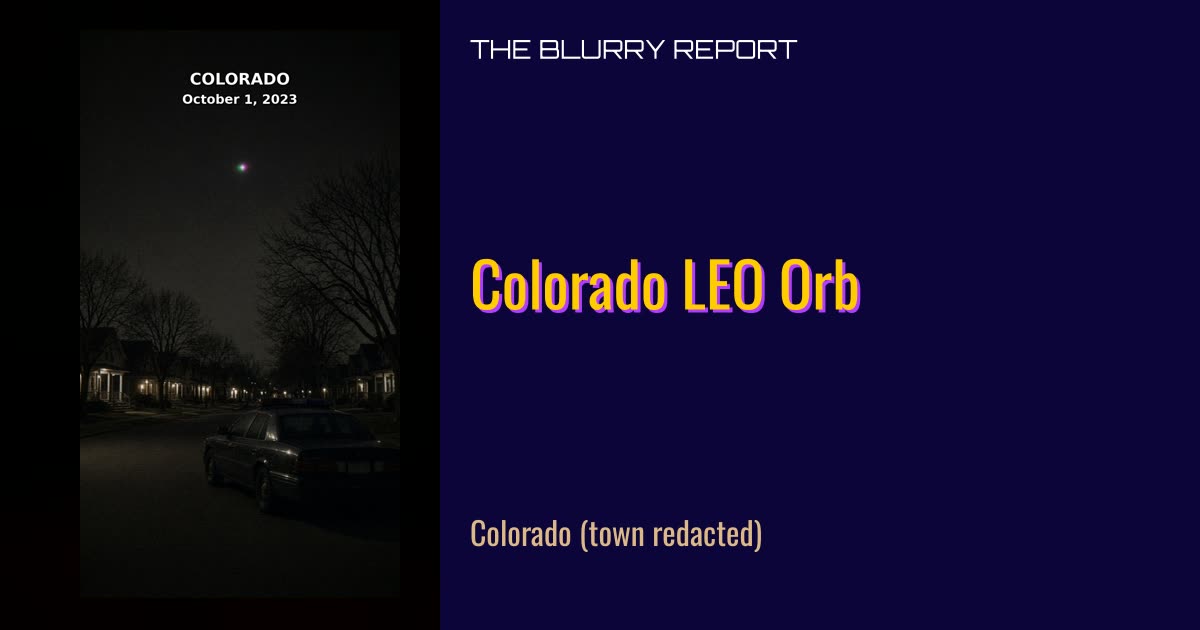 COLORADO
October 1, 2023
THE BLURRY REPORT
Colorado LEO Orb
Colorado (town redacted)